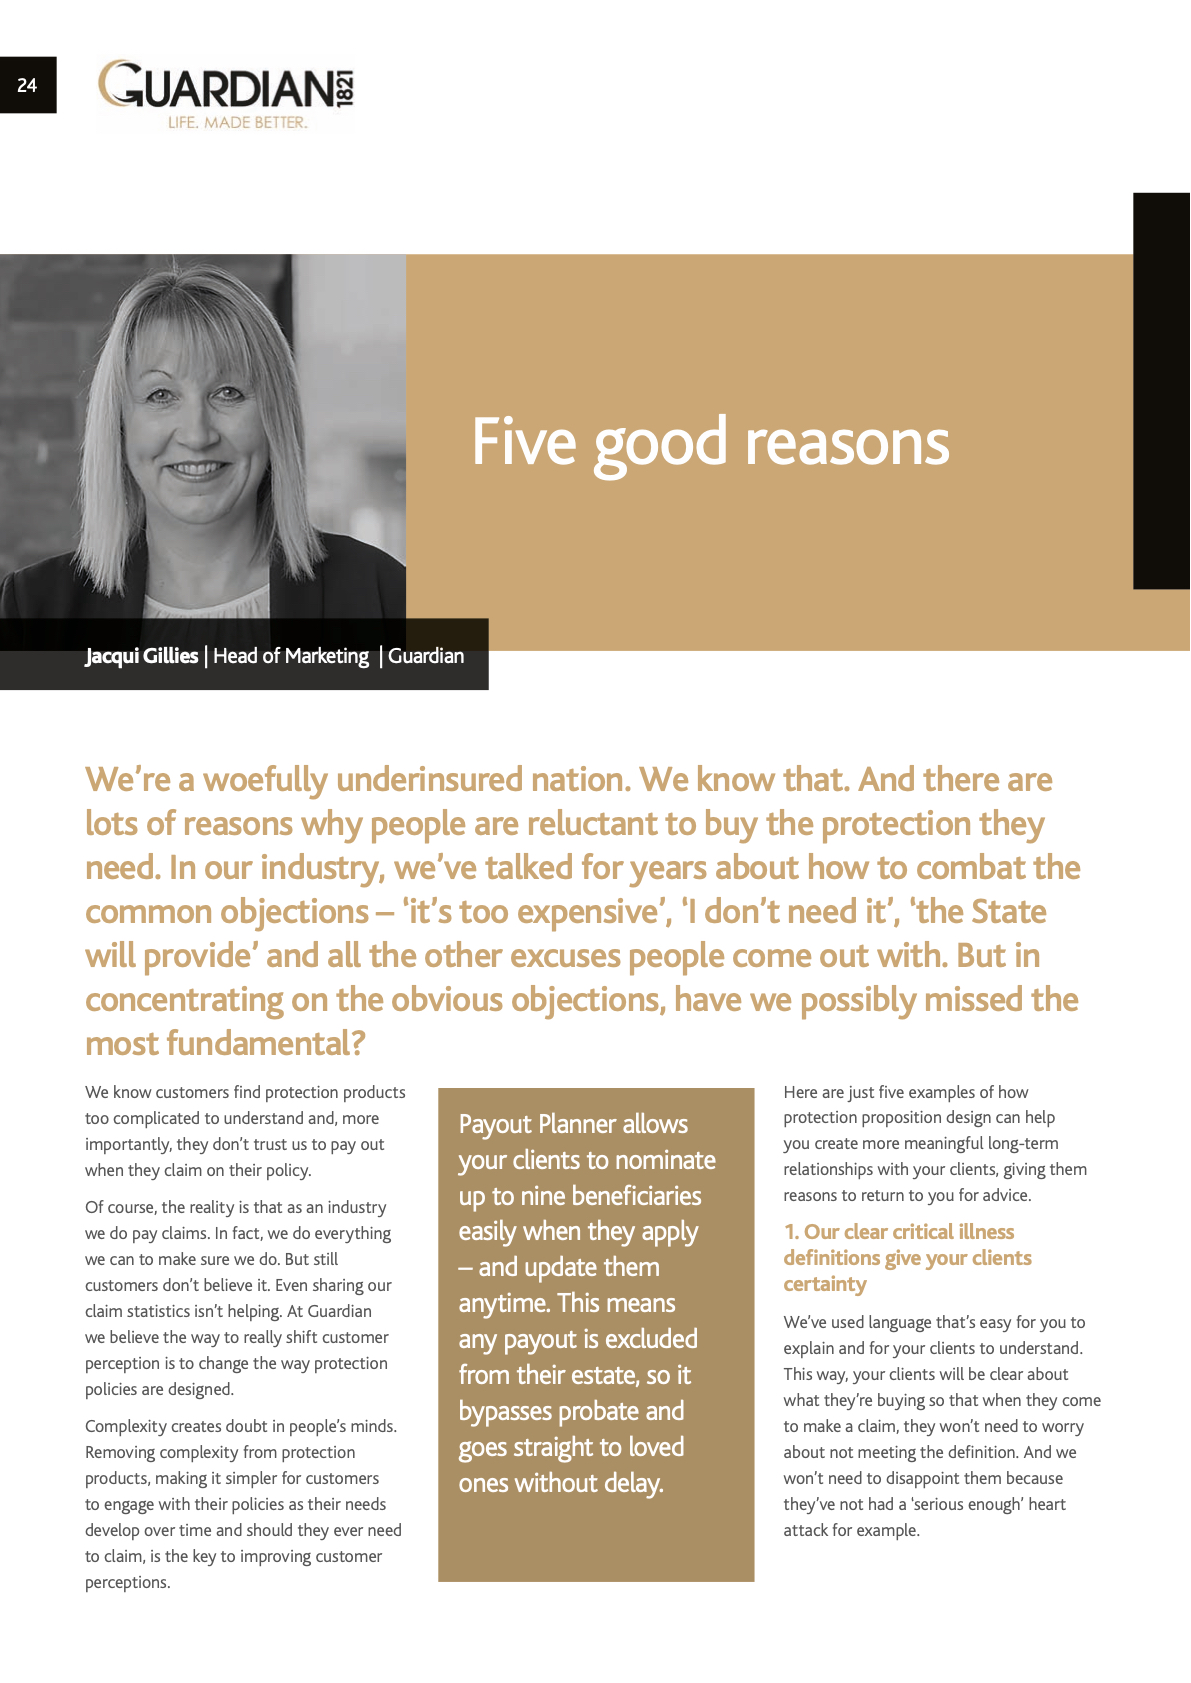 24
GUARDIAN 1821
LIFE. MADE BETTER.
Five good reasons
Jacqui Gillies | Head of Marketing | Guardian
We’re a woefully underinsured nation. We know that. And there are
lots of reasons why people are reluctant to buy the protection they
need. In our industry, we’ve talked for years about how to combat the
common objections – ‘it’s too expensive’, ‘I don’t need it’, ‘the State
will provide’ and all the other excuses people come out with. But in
concentrating on the obvious objections, have we possibly missed the
most fundamental?
We know customers find protection products
too complicated to understand and, more
importantly, they don’t trust us to pay out
when they claim on their policy.
Of course, the reality is that as an industry
we do pay claims. In fact, we do everything
we can to make sure we do. But still
customers don’t believe it. Even sharing our
claim statistics isn’t helping. At Guardian
we believe the way to really shift customer
perception is to change the way protection
policies are designed.
Complexity creates doubt in people’s minds.
Removing complexity from protection
products, making it simpler for customers
to engage with their policies as their needs
develop over time and should they ever need
to claim, is the key to improving customer
perceptions.
Payout Planner allows
your clients to nominate
up to nine beneficiaries
easily when they apply
– and update them
anytime. This means
any payout is excluded
from their estate, so it
bypasses probate and
goes straight to loved
ones without delay.
Here are just five examples of how
protection proposition design can help
you create more meaningful long-term
relationships with your clients, giving them
reasons to return to you for advice.
1. Our clear critical illness
definitions give your clients
certainty
We’ve used language that’s easy for you to
explain and for your clients to understand.
This way, your clients will be clear about
what they’re buying so that when they come
to make a claim, they won’t need to worry
about not meeting the definition. And we
won’t need to disappoint them because
they’ve not had a ‘serious enough’ heart
attack for example.